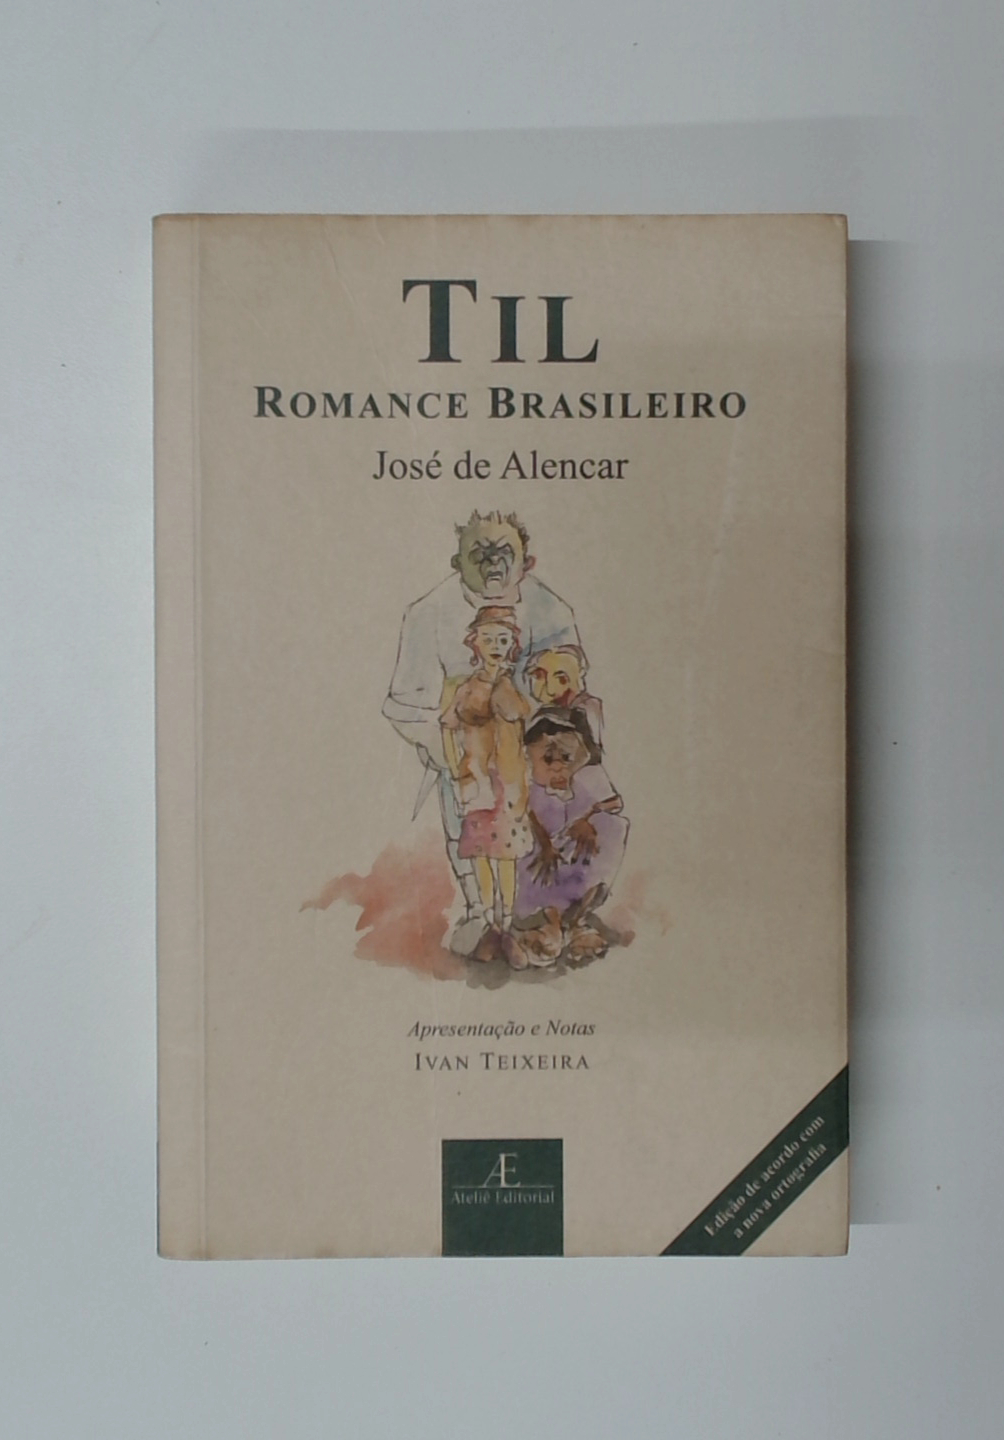 TIL
ROMANCE BRASILEIRO
José de Alencar
Apresentação e Notas
IVAN TEIXEIRA
Æ
Ateliê Editorial
Edição de acordo com
a nova ortografia